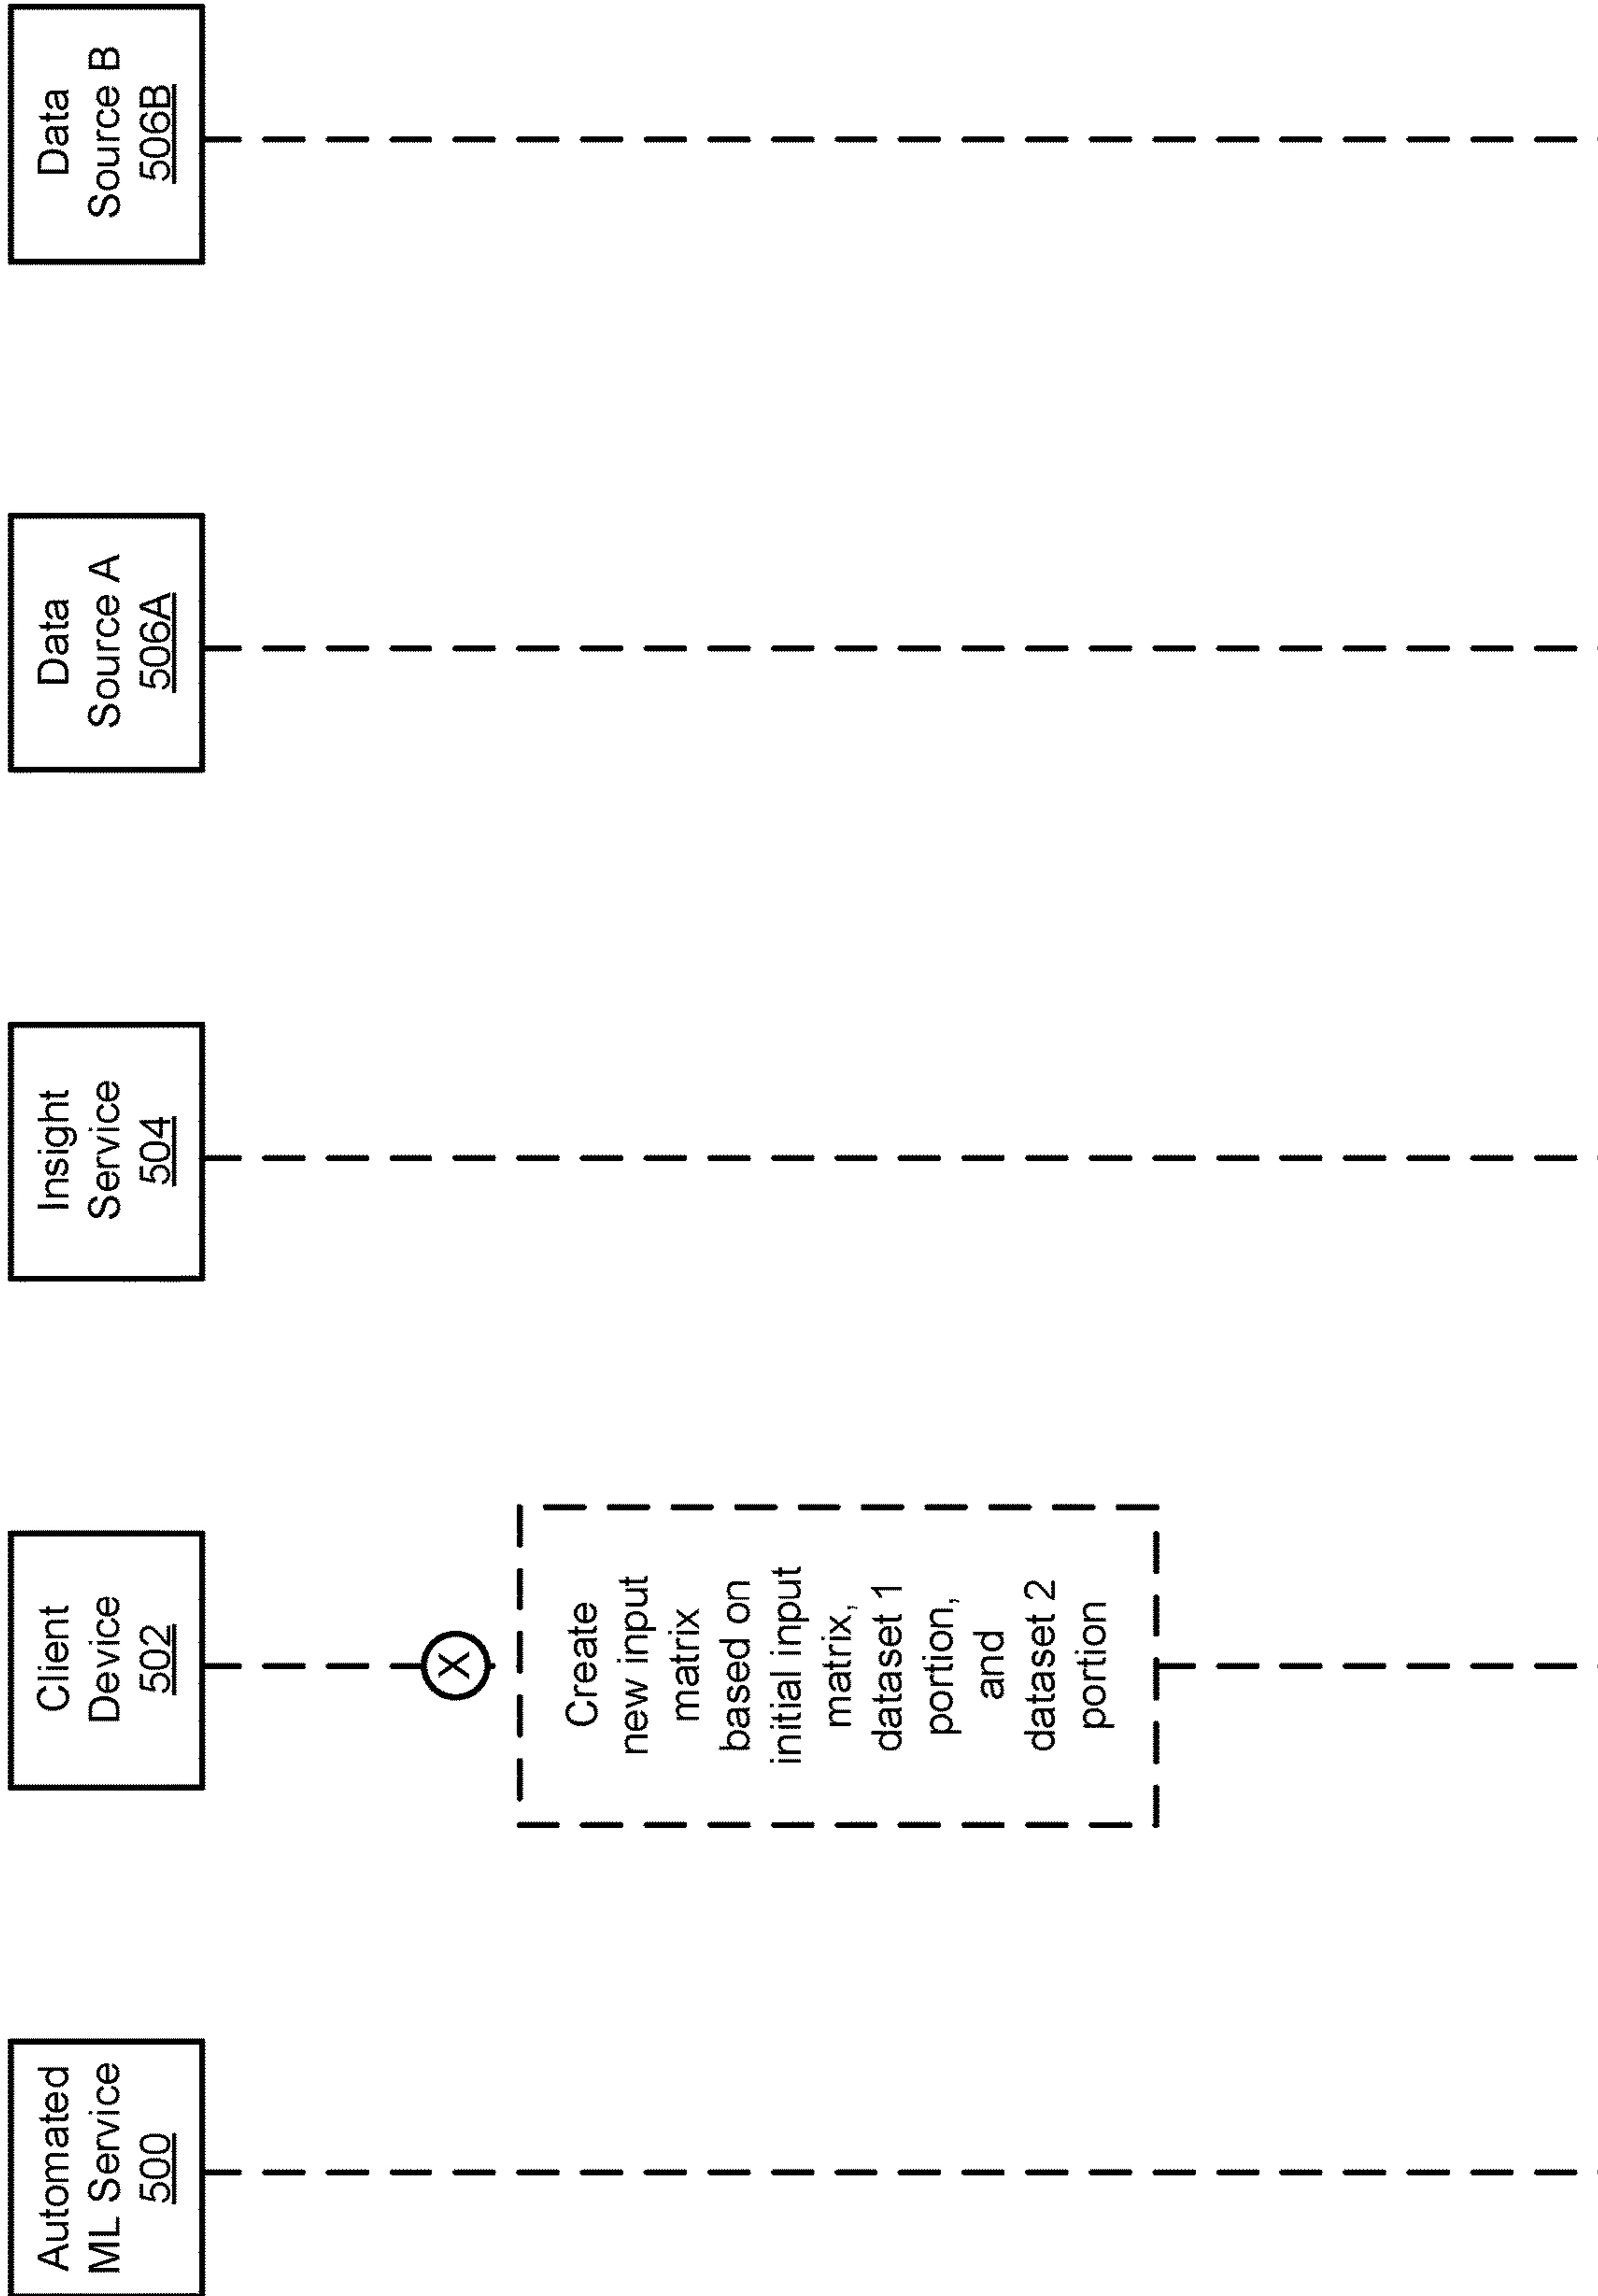 Automated
ML Service
500
Client
Device
502
Insight
Service
504
Data
Source A
506A
Data
Source B
506B
X
Create
new input
matrix
based on
initial input
matrix,
dataset 1
portion,
and
dataset 2
portion